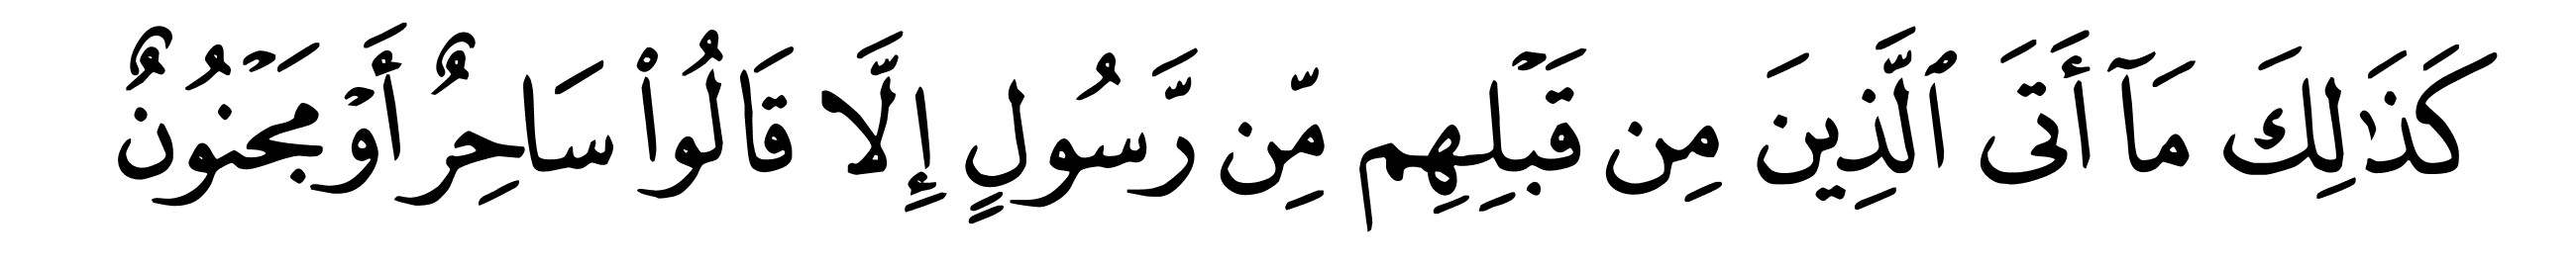 كَذَٰلِكَ مَآ أَتَى ٱلَّذِينَ مِن قَبْلِهِم مِّن رَّسُولٍ إِلَّا قَالُوا۟ سَاحِرٌ أَوْ مَجْنُونٌ